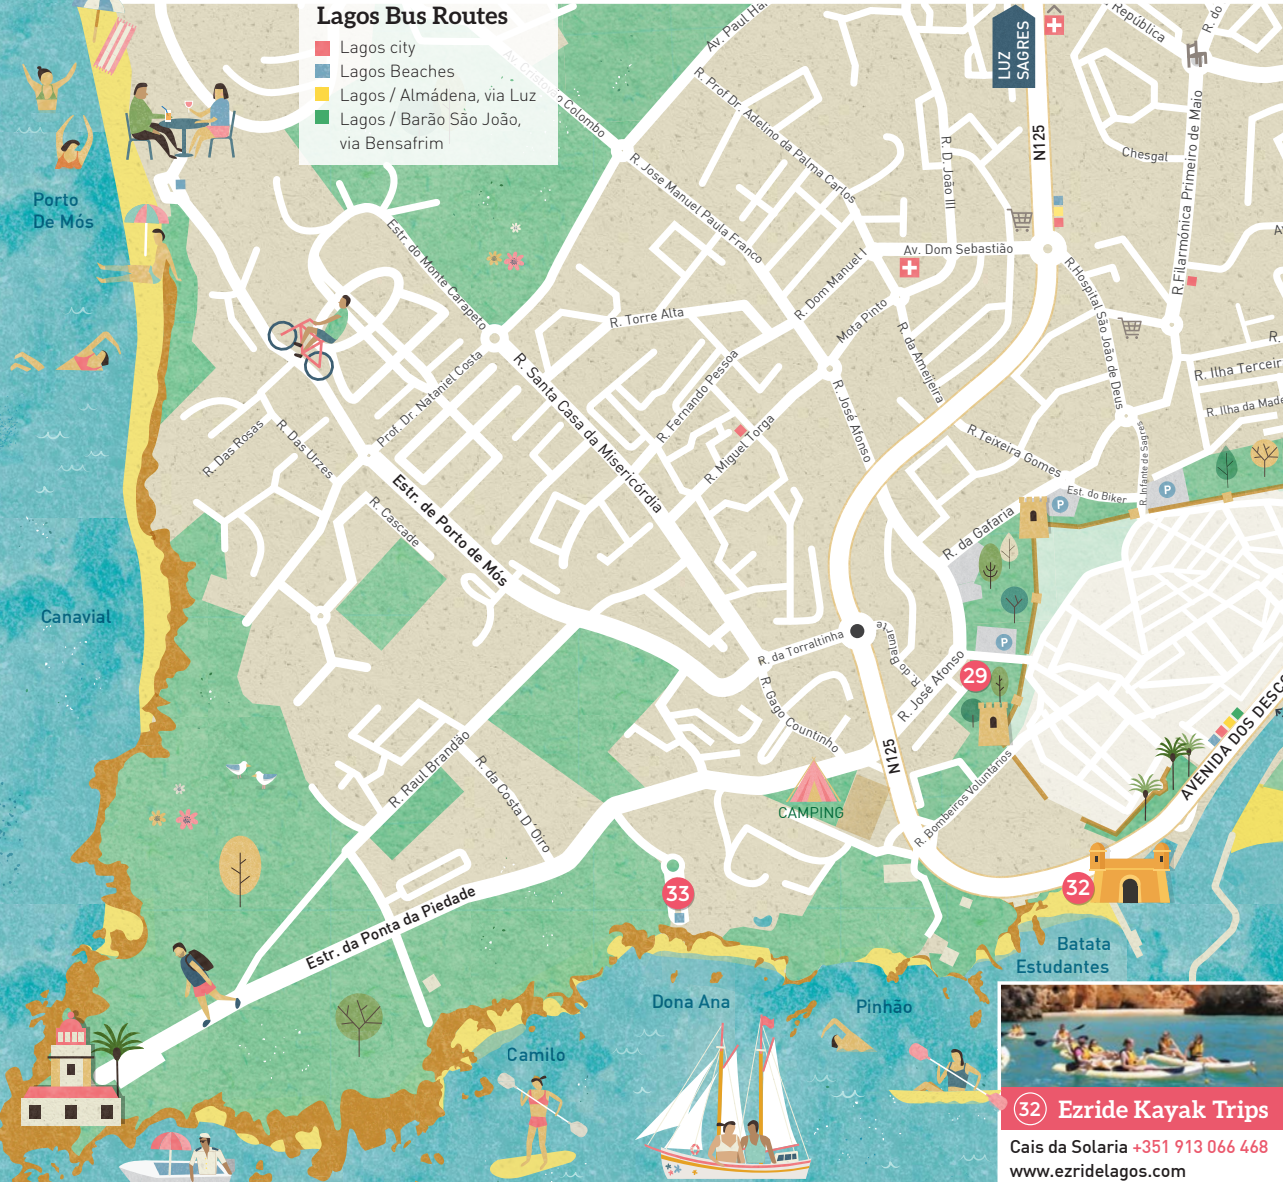 Lagos Bus Routes
Lagos city
Lagos Beaches
Lagos / Almádena, via Luz
Lagos / Barão São João,
via Bensafrim
Av. Cristóvão Colombo
Av. Paul Ha
R. Prof Dr. Adelino da Palma Carlos
R. Jose Manuel Paula Franco
R. D. João III
LUZ
SAGRES
N125
República
R. do
Chesgal
R.Filarmónica Primeiro de Maio
Porto
De Mós
Estr. do Monte Carapeto
Av. Dom Sebastião
R. Dom Manuel I
R. Torre Alta
Mota Pinto
R. da Ameijeira
R.Hospital São João de Deus
R.
R. Ilha Terceir
R. Ilha da Made
R. Infante de Sagres
R. Santa Casa da Misericórdia
Prof. Dr. Nataniel Costa
R. Fernando Pessoa
R. Miguel Torga
R. José Afonso
R. Das Rosas
R. Das Urzes
R.Teixeira Gomes
Est. do Biker
P
P
Estr. de Porto de Mós
R. Cascade
R. da Gafaria
Canavial
R. da Torraltinha
R. do Baluarte
P
R. José Afonso
29
R. Gago Countinho
N125
R. Raul Brandão
R. da Costa D´Oiro
CAMPING
R. Bombeiros Voluntários
AVENIDA DOS DESCO
33
32
Estr. da Ponta da Piedade
Batata
Estudantes
Dona Ana
Pinhão
Camilo
32 Ezride Kayak Trips
Cais da Solaria +351 913 066 468
www.ezridelagos.com